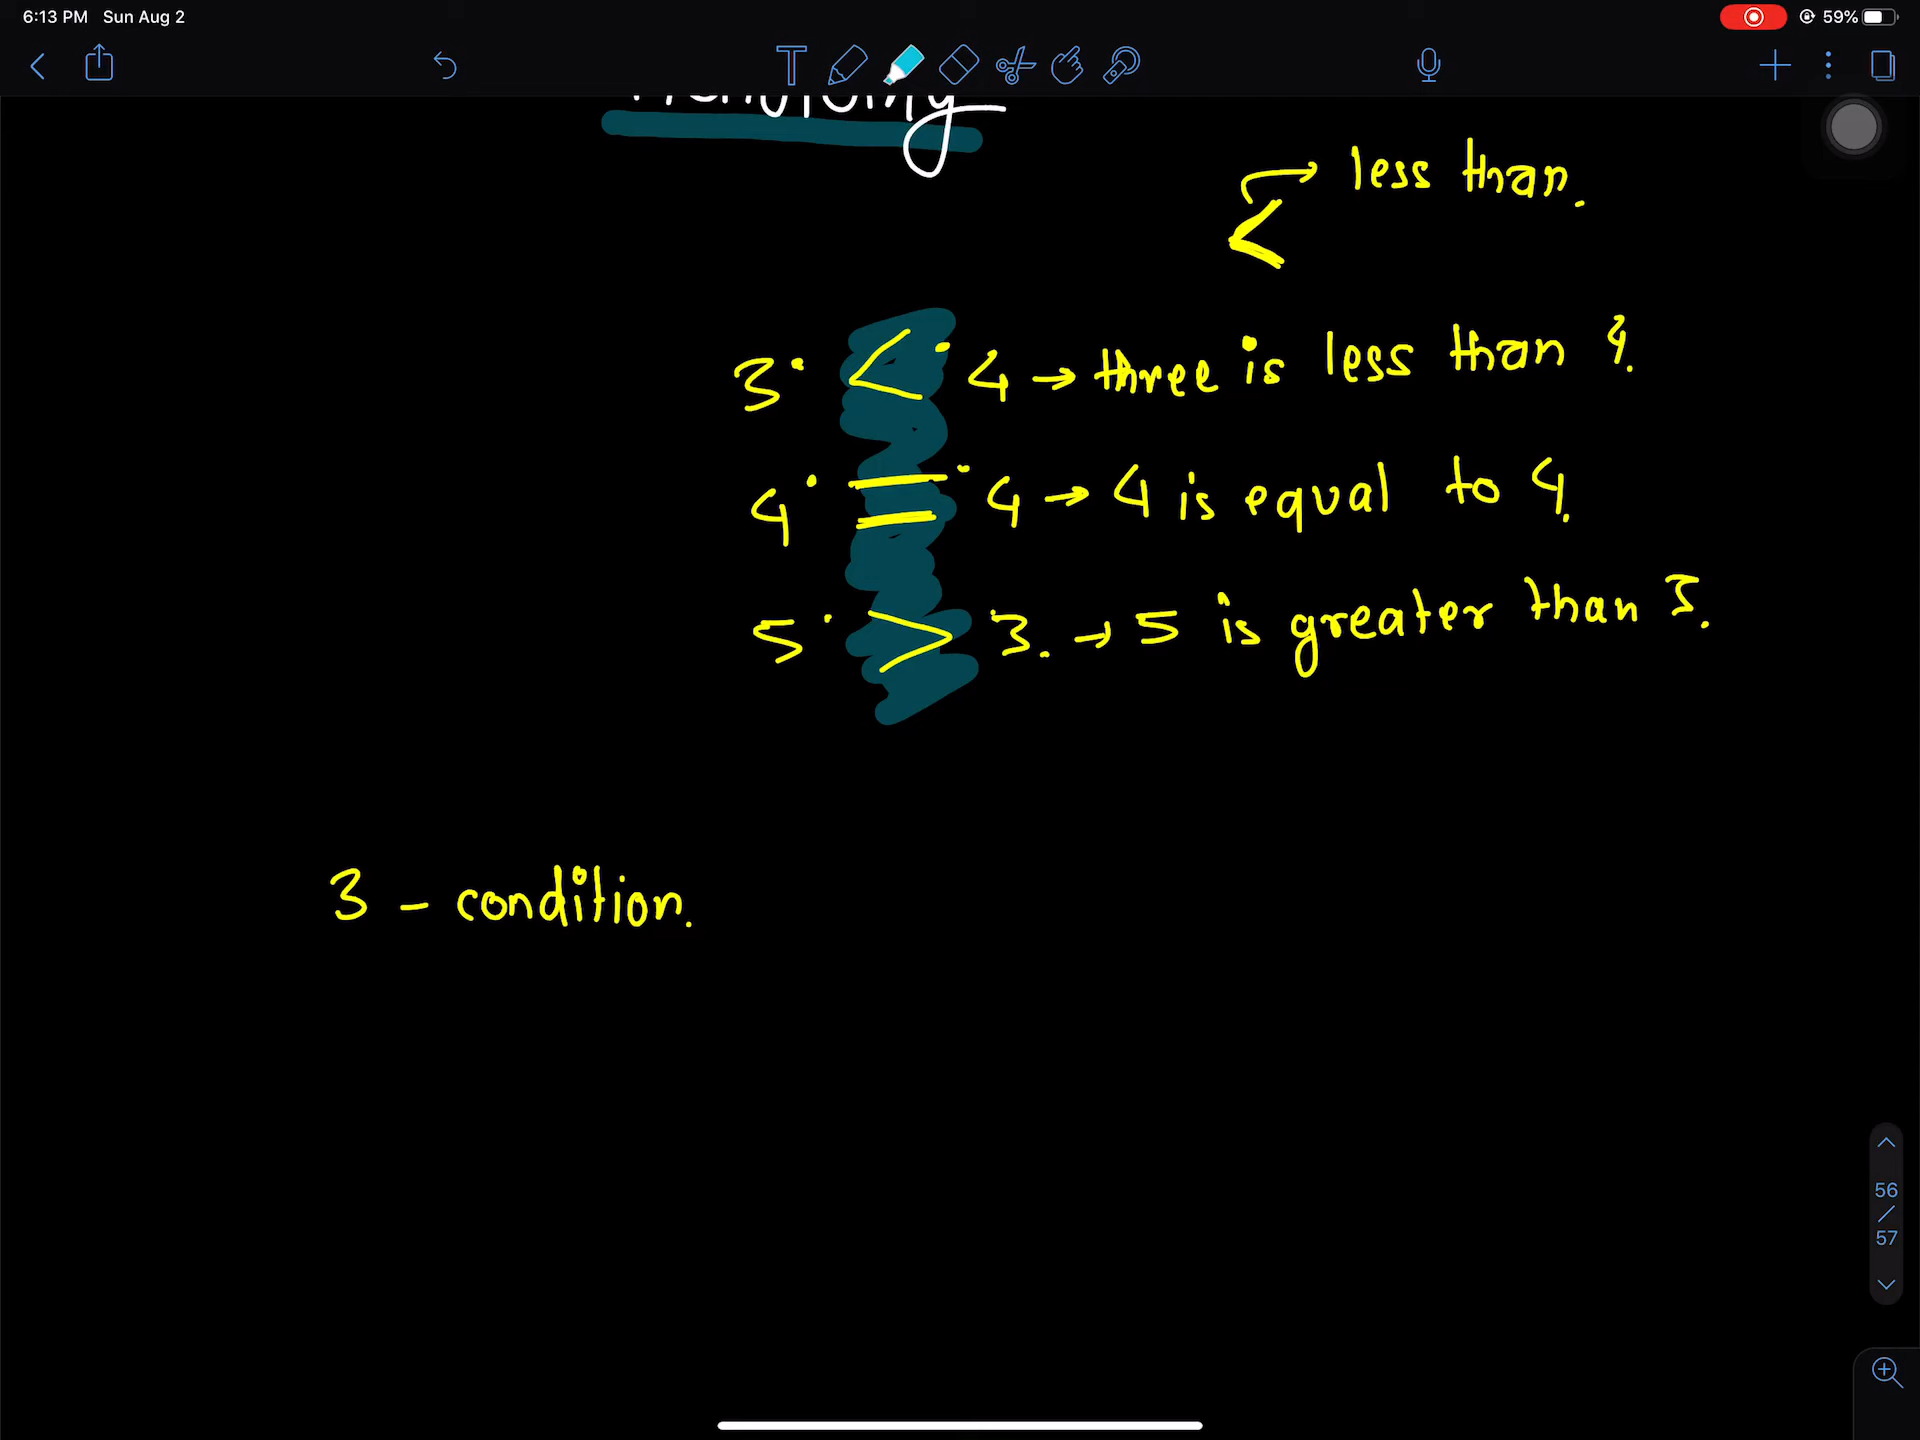 6:13 PM Sun Aug 2
59%
< → less than.
3 < 4 → three is less than 4.
4 = 4 → 4 is equal to 4.
5 > 3. → 5 is greater than 3.
3 - condition.
56
/
57